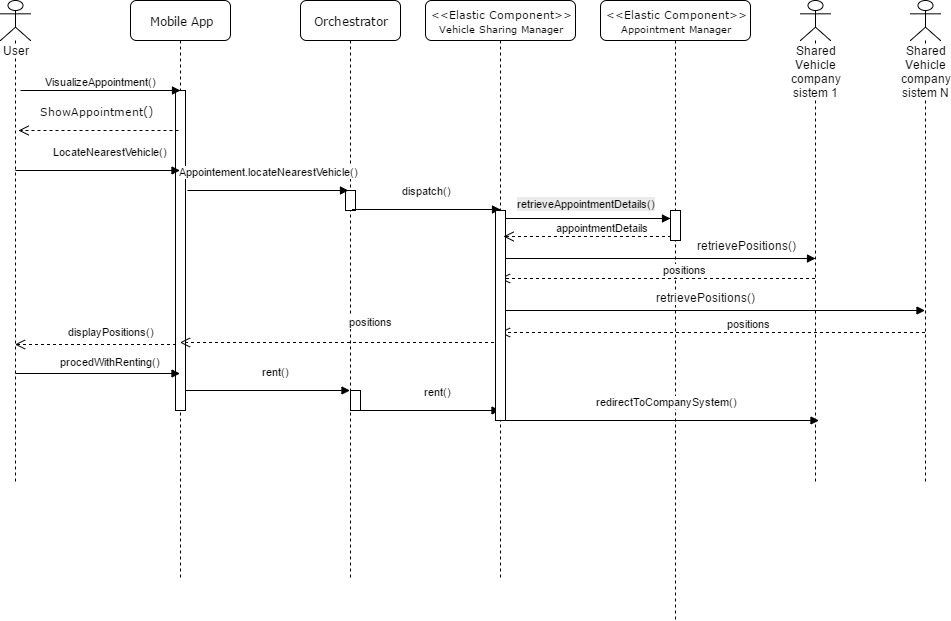 Mobile App
Orchestrator
<<Elastic Component>>
Vehicle Sharing Manager
<<Elastic Component>>
Appointment Manager
User
Shared
Vehicle
company
sistem 1
Shared
Vehicle
company
sistem N
VisualizeAppointment()
ShowAppointment()
LocateNearestVehicle()
Appointement.locateNearestVehicle()
dispatch()
retrieveAppointmentDetails()
appointmentDetails
retrievePositions()
positions
retrievePositions()
positions
positions
displayPositions()
procedWithRenting()
rent()
rent()
redirectToCompanySystem()